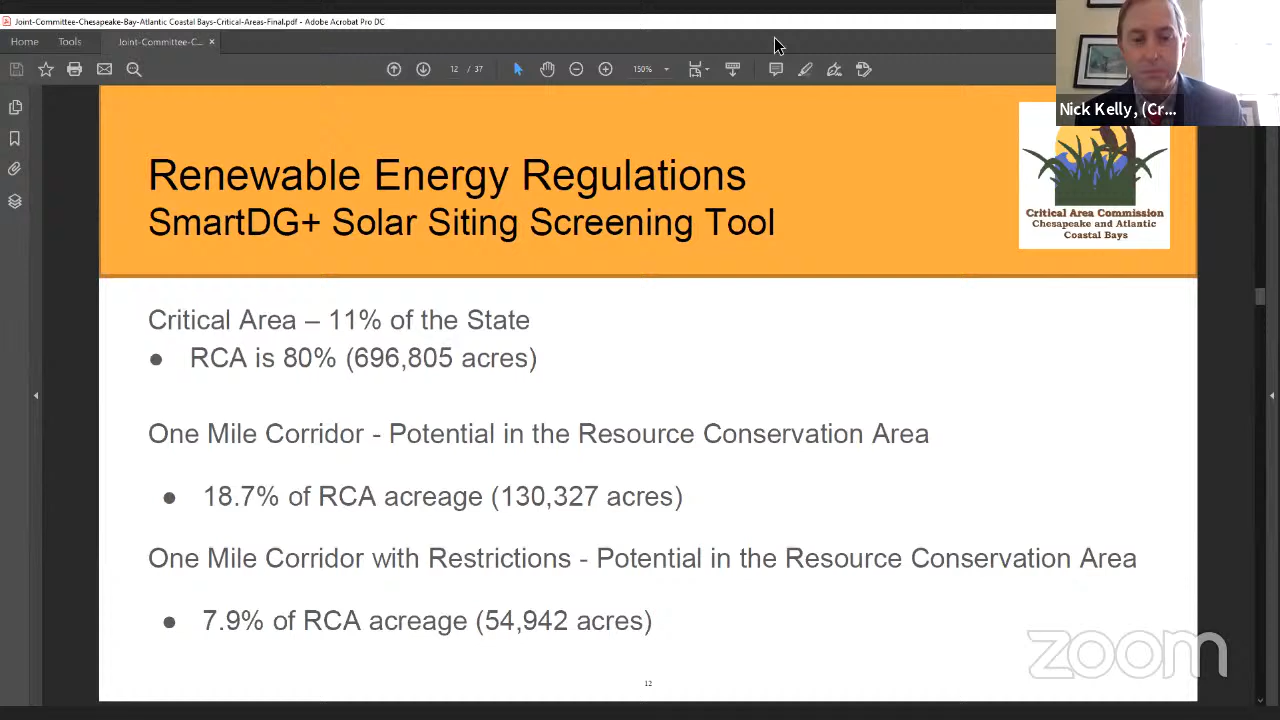 Joint-Committee-Chesapeake-Bay-Atlantic Coastal Bays-Critical-Areas-Final.pdf - Adobe Acrobat Pro DC
Home Tools Joint-Committee-C... ×
12 / 37 150%
Nick Kelly, (Cr...
Renewable Energy Regulations
SmartDG+ Solar Siting Screening Tool
Critical Area Commission
Chesapeake and Atlantic
Coastal Bays
Critical Area – 11% of the State
● RCA is 80% (696,805 acres)
One Mile Corridor - Potential in the Resource Conservation Area
● 18.7% of RCA acreage (130,327 acres)
One Mile Corridor with Restrictions - Potential in the Resource Conservation Area
● 7.9% of RCA acreage (54,942 acres)
zoom
12